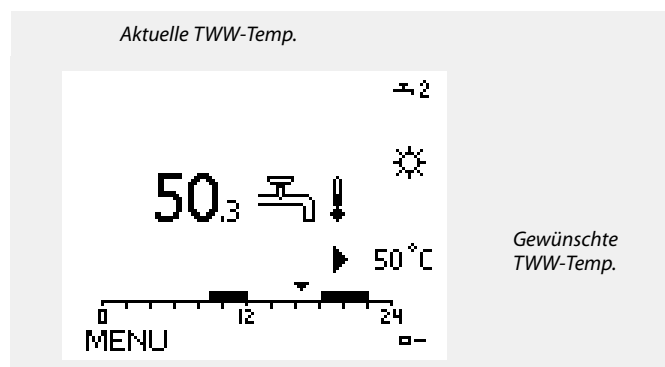 Aktuelle TWW-Temp.
2
50.3
50°C
Gewünschte
TWW-Temp.
0 12 24
MENU